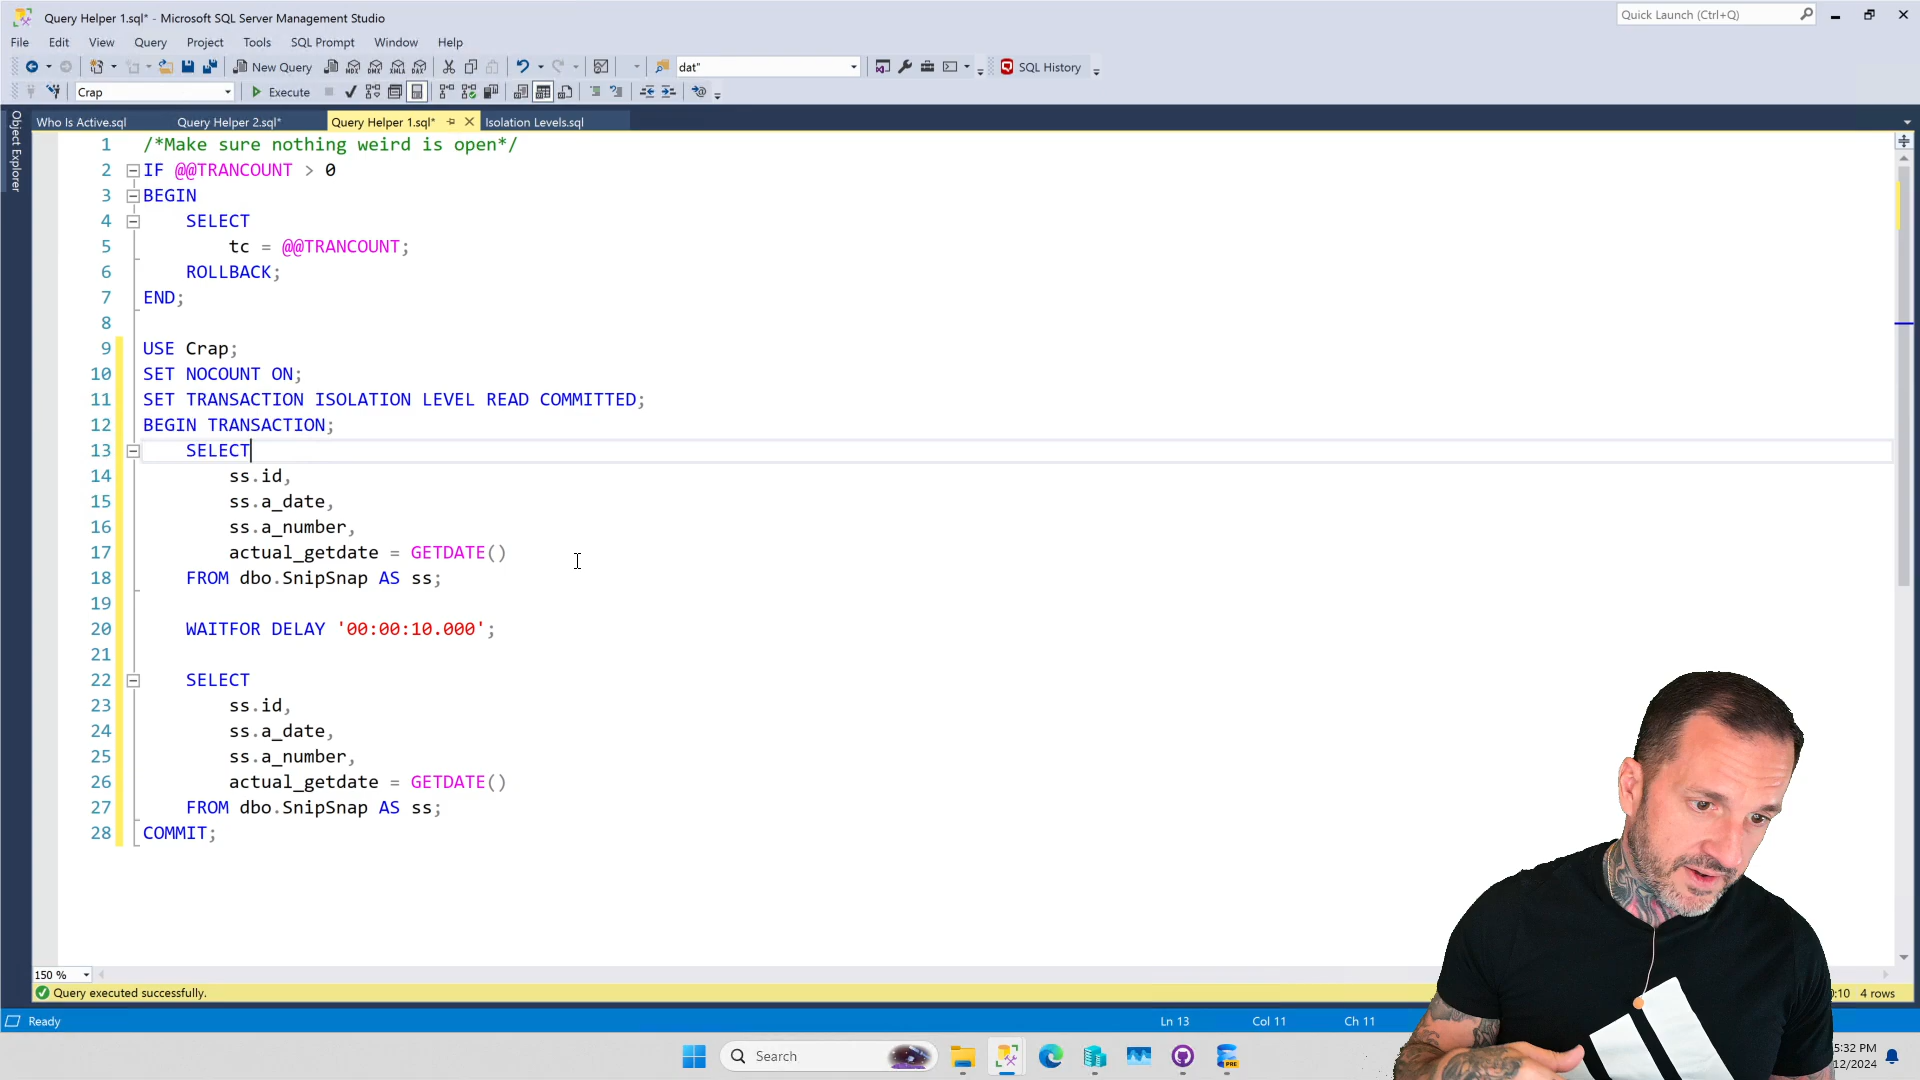 Query Helper 1.sql* - Microsoft SQL Server Management Studio
Quick Launch (Ctrl+Q)
File Edit View Query Project Tools SQL Prompt Window Help
New Query
dat"
SQL History
Crap
Execute
Who Is Active.sql Query Helper 2.sql* Query Helper 1.sql* Isolation Levels.sql
Object Explorer
1 /*Make sure nothing weird is open*/
2 IF @@TRANCOUNT > 0
3 BEGIN
4 SELECT
5 tc = @@TRANCOUNT;
6 ROLLBACK;
7 END;
8
9 USE Crap;
10 SET NOCOUNT ON;
11 SET TRANSACTION ISOLATION LEVEL READ COMMITTED;
12 BEGIN TRANSACTION;
13 SELECT
14 ss.id,
15 ss.a_date,
16 ss.a_number,
17 actual_getdate = GETDATE()
18 FROM dbo.SnipSnap AS ss;
19
20 WAITFOR DELAY '00:00:10.000';
21
22 SELECT
23 ss.id,
24 ss.a_date,
25 ss.a_number,
26 actual_getdate = GETDATE()
27 FROM dbo.SnipSnap AS ss;
28 COMMIT;
150 %
Query executed successfully.
:10 4 rows
Ready
Ln 13 Col 11 Ch 11
Search
5:32 PM
12/2024